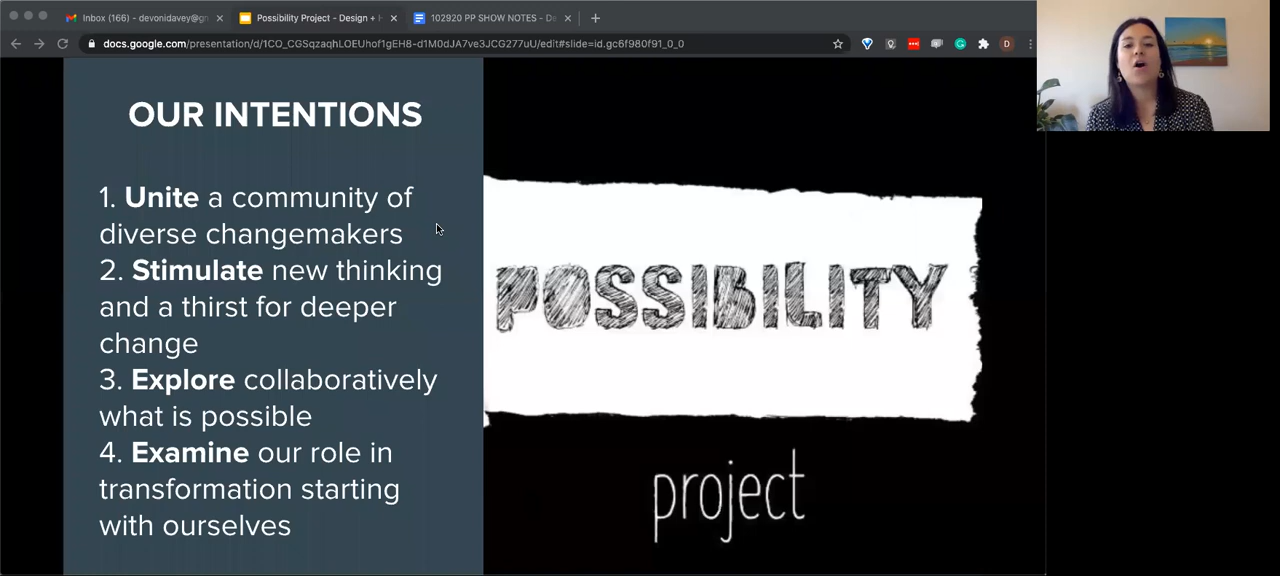 Inbox (166) - devonidavey@gm
Possibility Project - Design +
102920 PP SHOW NOTES - De
docs.google.com/presentation/d/1CO_CGSqzaqhLOEUhof1gEH8-d1M0dJA7ve3JCG277uU/edit#slide=id.gc6f980f91_0_0
D
OUR INTENTIONS
1. Unite a community of
diverse changemakers
2. Stimulate new thinking
and a thirst for deeper
change
3. Explore collaboratively
what is possible
4. Examine our role in
transformation starting
with ourselves
POSSIBILITY
project